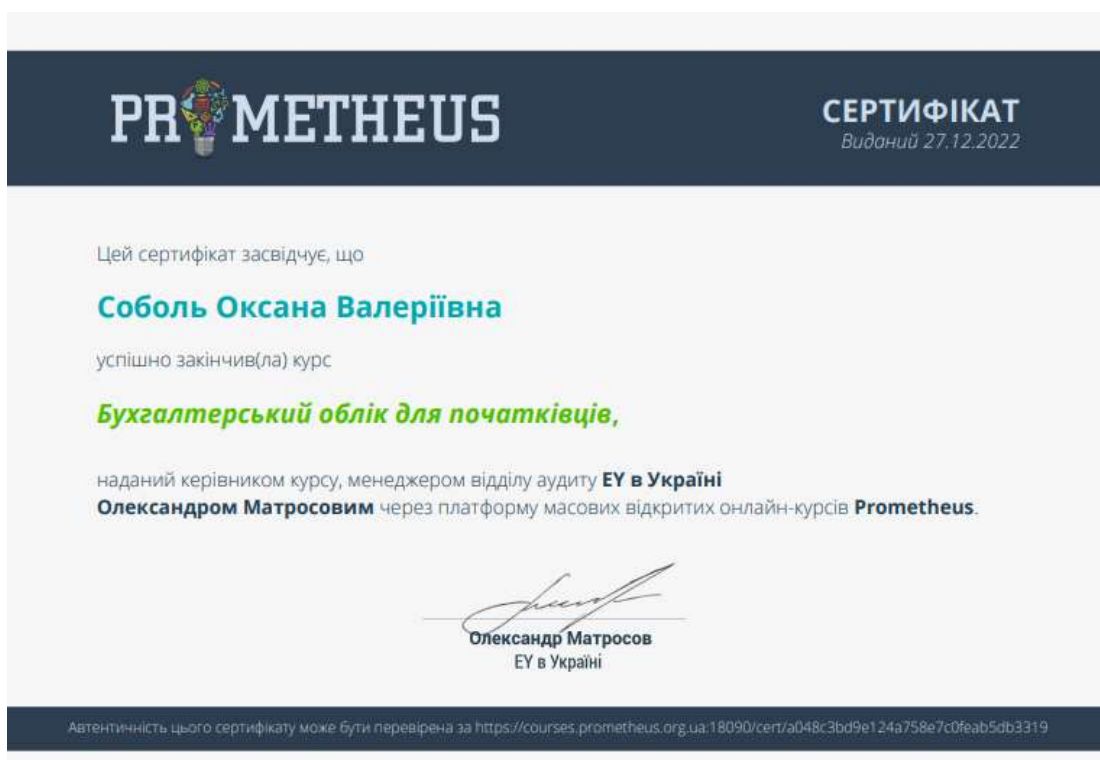 PROMETHEUS
СЕРТИФІКАТ
Виданий 27.12.2022
Цей сертифікат засвідчує, що
Соболь Оксана Валеріївна
успішно закінчив(ла) курс
Бухгалтерський облік для початківців,
наданий керівником курсу, менеджером відділу аудиту EY в Україні
Олександром Матросовим через платформу масових відкритих онлайн-курсів Prometheus.
Олександр Матросов
EY в Україні
Автентичність цього сертифікату може бути перевірена за https://courses.prometheus.org.ua:18090/cert/a048c3bd9e124a758e7c0feab5db3319